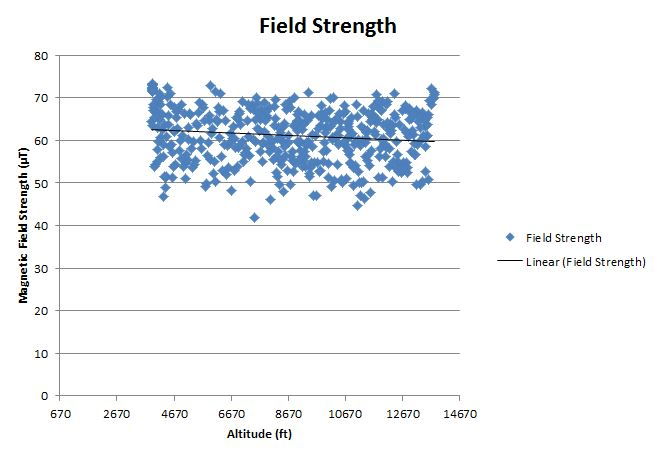 Field Strength
80
70
60
50
40
30
20
10
0
Magnetic Field Strength (µT)
670 2670 4670 6670 8670 10670 12670 14670
Altitude (ft)
Field Strength
Linear (Field Strength)